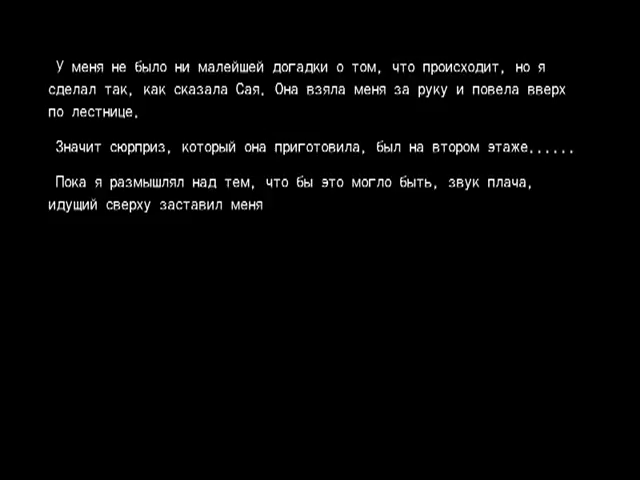 У меня не было ни малейшей догадки о том, что происходит, но я
сделал так, как сказала Сая. Она взяла меня за руку и повела вверх
по лестнице.
Значит сюрприз, который она приготовила, был на втором этаже......
Пока я размышлял над тем, что бы это могло быть, звук плача,
идущий сверху заставил меня